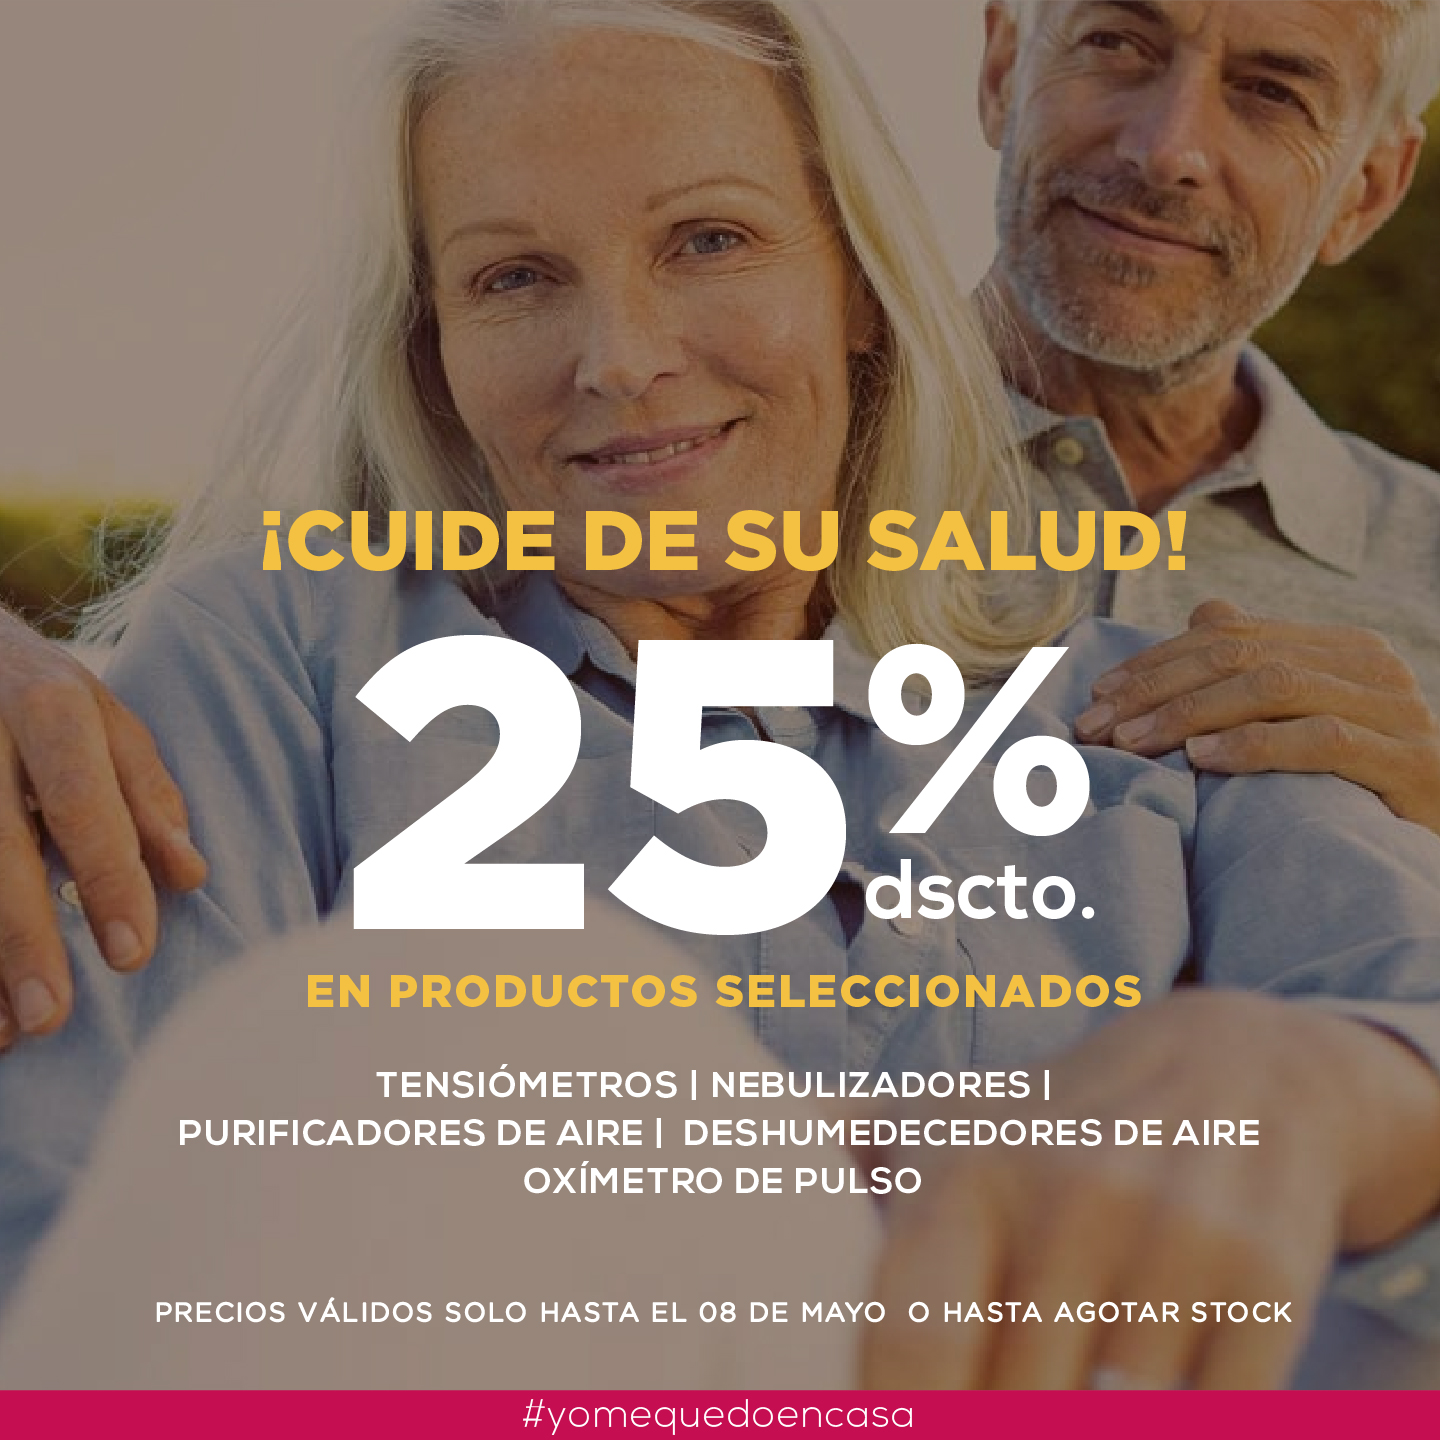 ¡CUIDE DE SU SALUD!
25%
dscto.
EN PRODUCTOS SELECCIONADOS
TENSIÓMETROS | NEBULIZADORES |
PURIFICADORES DE AIRE | DESHUMEDECEDORES DE AIRE
OXÍMETRO DE PULSO
PRECIOS VÁLIDOS SOLO HASTA EL 08 DE MAYO O HASTA AGOTAR STOCK
#yomequedoencasa